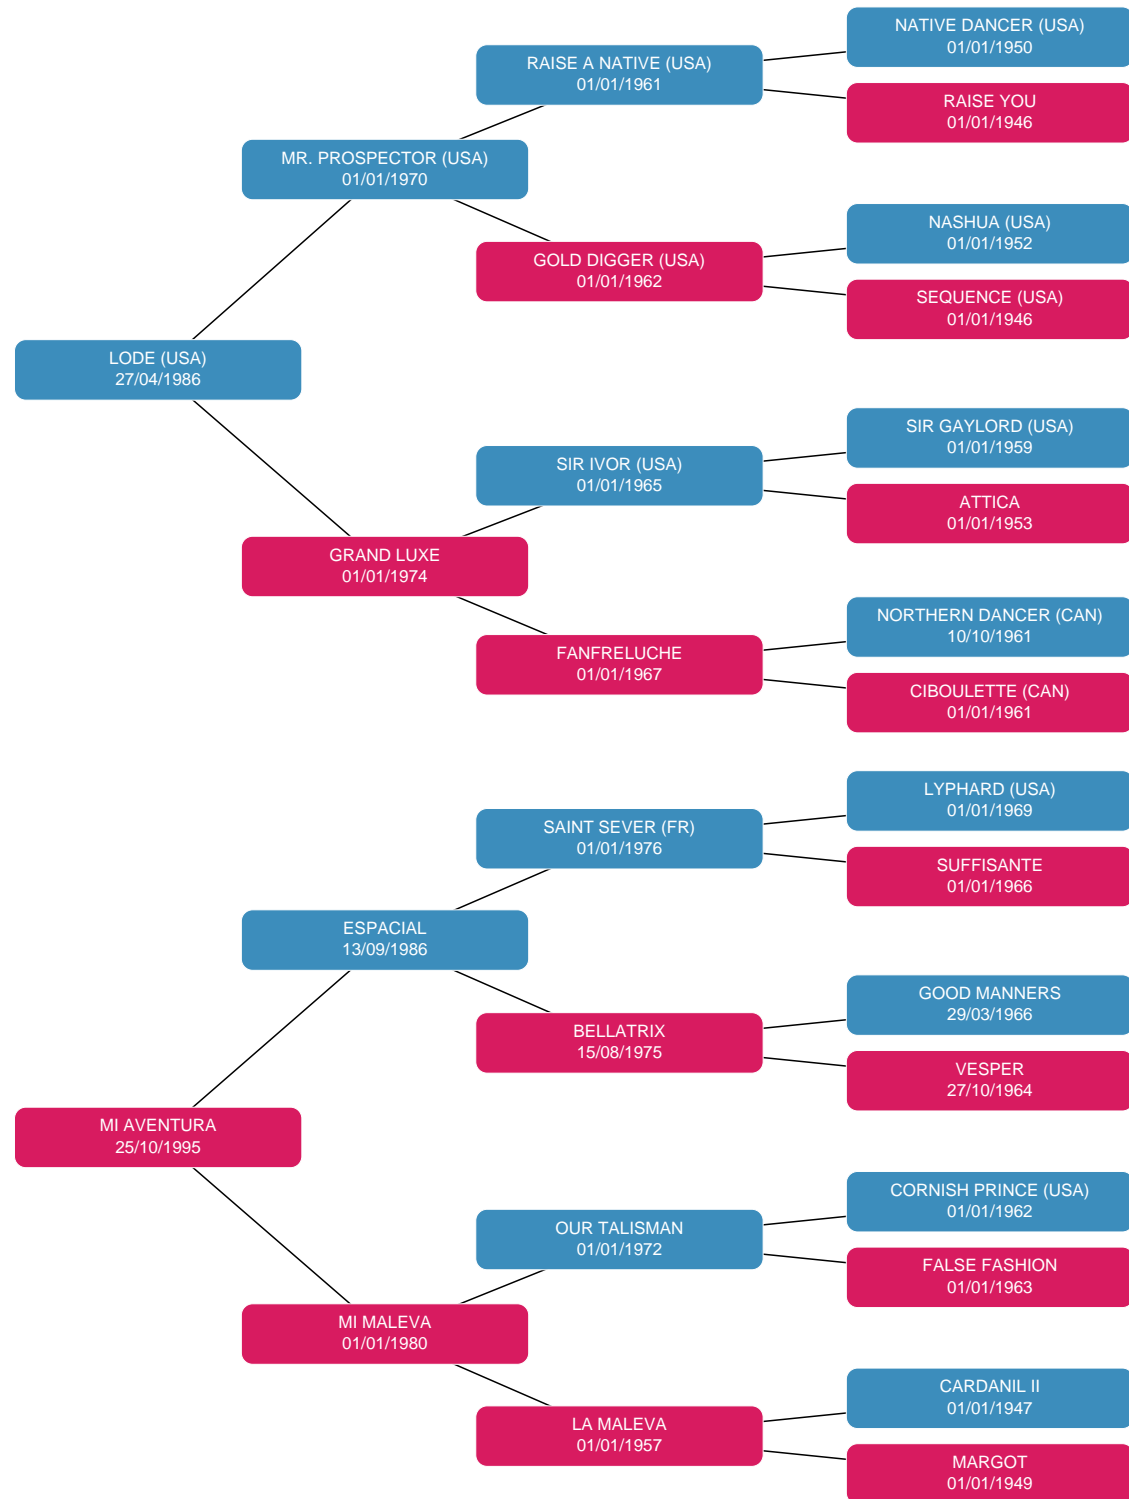 NATIVE DANCER (USA)
01/01/1950
RAISE A NATIVE (USA)
01/01/1961
RAISE YOU
01/01/1946
MR. PROSPECTOR (USA)
01/01/1970
NASHUA (USA)
01/01/1952
GOLD DIGGER (USA)
01/01/1962
SEQUENCE (USA)
01/01/1946
LODE (USA)
27/04/1986
SIR GAYLORD (USA)
01/01/1959
SIR IVOR (USA)
01/01/1965
ATTICA
01/01/1953
GRAND LUXE
01/01/1974
NORTHERN DANCER (CAN)
10/10/1961
FANFRELUCHE
01/01/1967
CIBOULETTE (CAN)
01/01/1961
LYPHARD (USA)
01/01/1969
SAINT SEVER (FR)
01/01/1976
SUFFISANTE
01/01/1966
ESPACIAL
13/09/1986
GOOD MANNERS
29/03/1966
BELLATRIX
15/08/1975
VESPER
27/10/1964
MI AVENTURA
25/10/1995
CORNISH PRINCE (USA)
01/01/1962
OUR TALISMAN
01/01/1972
FALSE FASHION
01/01/1963
MI MALEVA
01/01/1980
CARDANIL II
01/01/1947
LA MALEVA
01/01/1957
MARGOT
01/01/1949